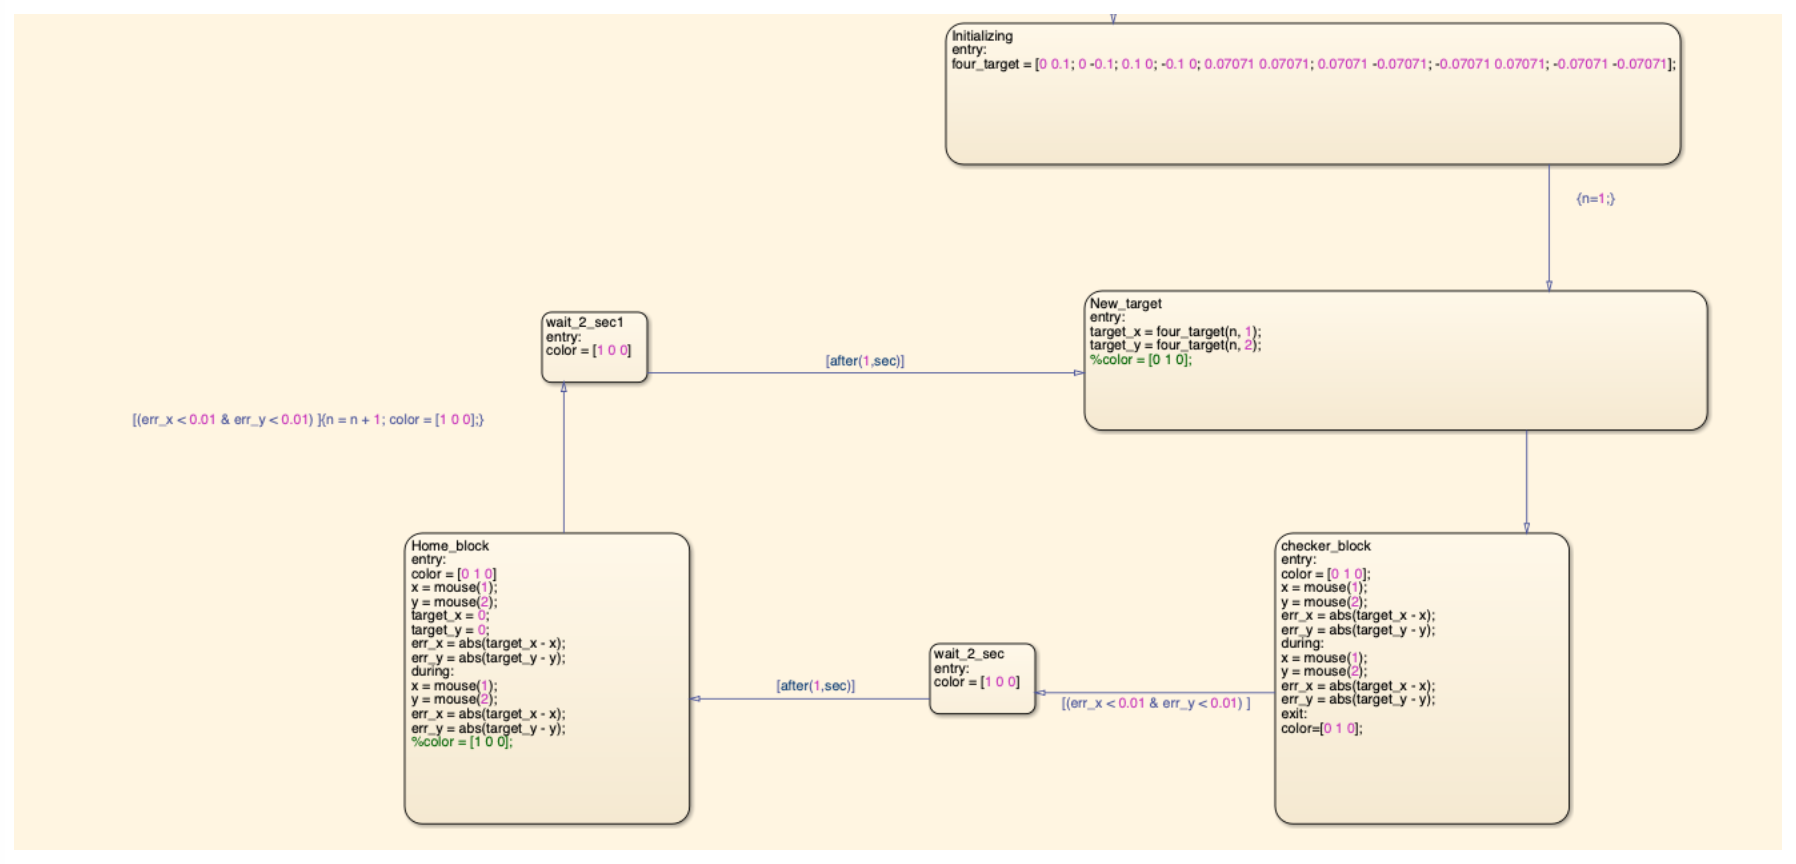 Initializing
entry:
four_target = [0 0.1; 0 -0.1; 0.1 0; -0.1 0; 0.07071 0.07071; 0.07071 -0.07071; -0.07071 0.07071; -0.07071 -0.07071];
{n=1;}
New_target
entry:
target_x = four_target(n, 1);
target_y = four_target(n, 2);
%color = [0 1 0];
wait_2_sec1
entry:
color = [1 0 0]
[after(1,sec)]
[(err_x < 0.01 & err_y < 0.01) ]{n = n + 1; color = [1 0 0];}
Home_block
entry:
color = [0 1 0]
x = mouse(1);
y = mouse(2);
target_x = 0;
target_y = 0;
err_x = abs(target_x - x);
err_y = abs(target_y - y);
during:
x = mouse(1);
y = mouse(2);
err_x = abs(target_x - x);
err_y = abs(target_y - y);
%color = [1 0 0];
[after(1,sec)]
wait_2_sec
entry:
color = [1 0 0]
[(err_x < 0.01 & err_y < 0.01) ]
checker_block
entry:
color = [0 1 0];
x = mouse(1);
y = mouse(2);
err_x = abs(target_x - x);
err_y = abs(target_y - y);
during:
x = mouse(1);
y = mouse(2);
err_x = abs(target_x - x);
err_y = abs(target_y - y);
exit:
color=[0 1 0];